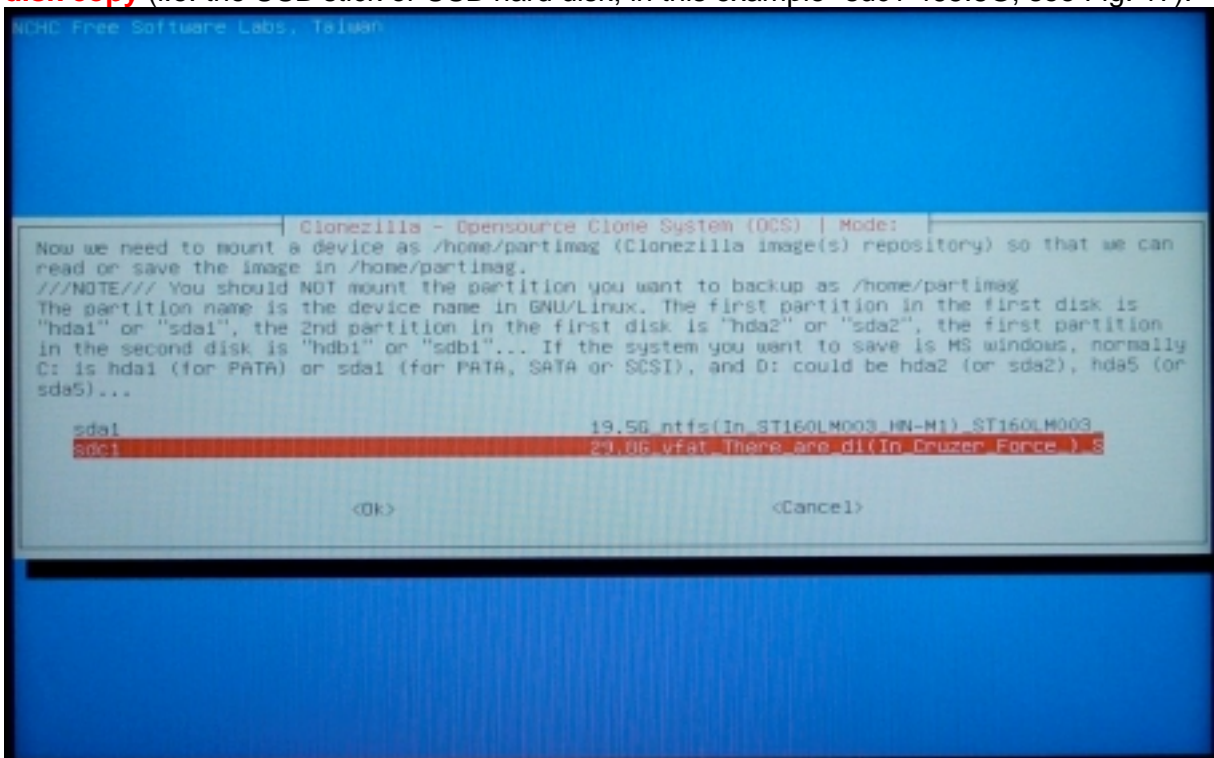 disk copy (i.e. the USB stick or USB hard disk, in this example
NCHC Free Software Labs, Taiwan
Clonezilla - Opensource Clone System (OCS) | Mode:
Now we need to mount a device as /home/partimag (Clonezilla image(s) repository) so that we can
read or save the image in /home/partimag.
///NOTE/// You should NOT mount the partition you want to backup as /home/partimag
The partition name is the device name in GNU/Linux. The first partition in the first disk is
"hda1" or "sda1", the 2nd partition in the first disk is "hda2" or "sda2", the first partition
in the second disk is "hdb1" or "sdb1"... If the system you want to save is MS windows, normally
C: is hda1 (for PATA) or sda1 (for PATA, SATA or SCSI), and D: could be hda2 (or sda2), hda5 (or
sda5)...
sda1 19.5G_ntfs(In_ST160LM003_HN-M1)_ST160LM003_
sdc1 29.8G_vfat_There_are_di(In_Cruzer_Force_)_S
<Ok> <Cancel>